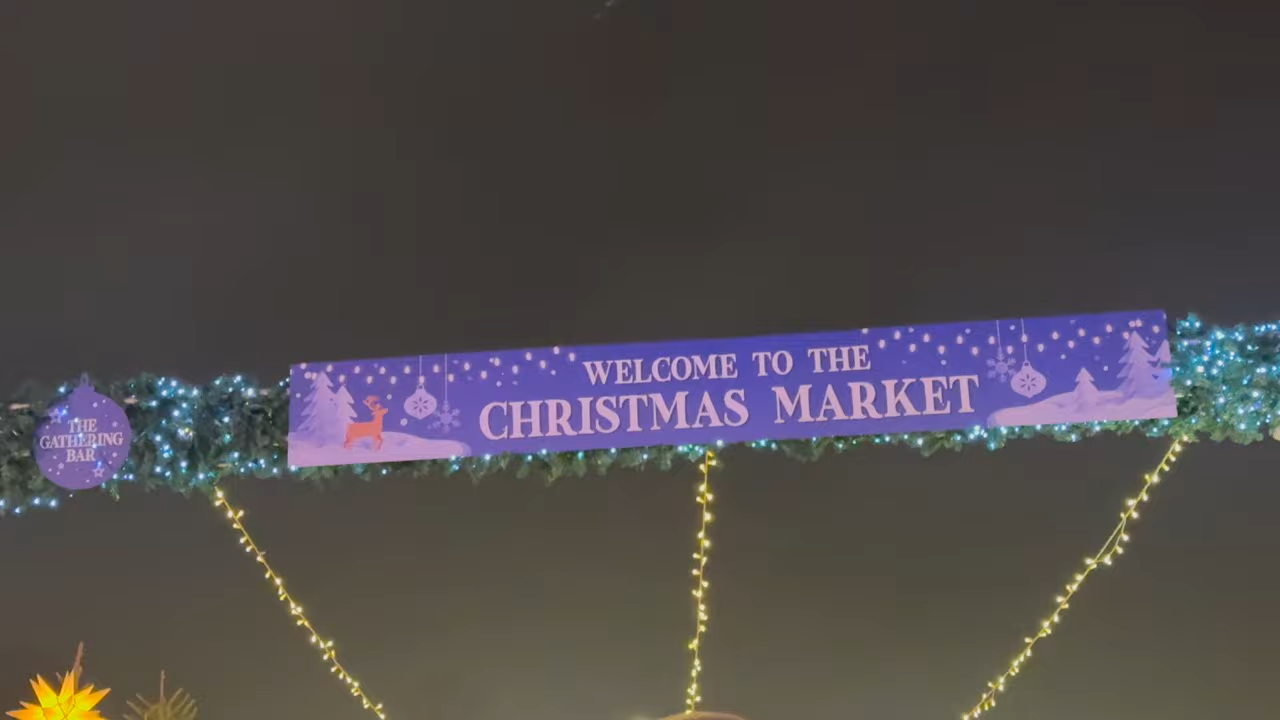 WELCOME TO THE
CHRISTMAS MARKET
THE
GATHERING
BAR